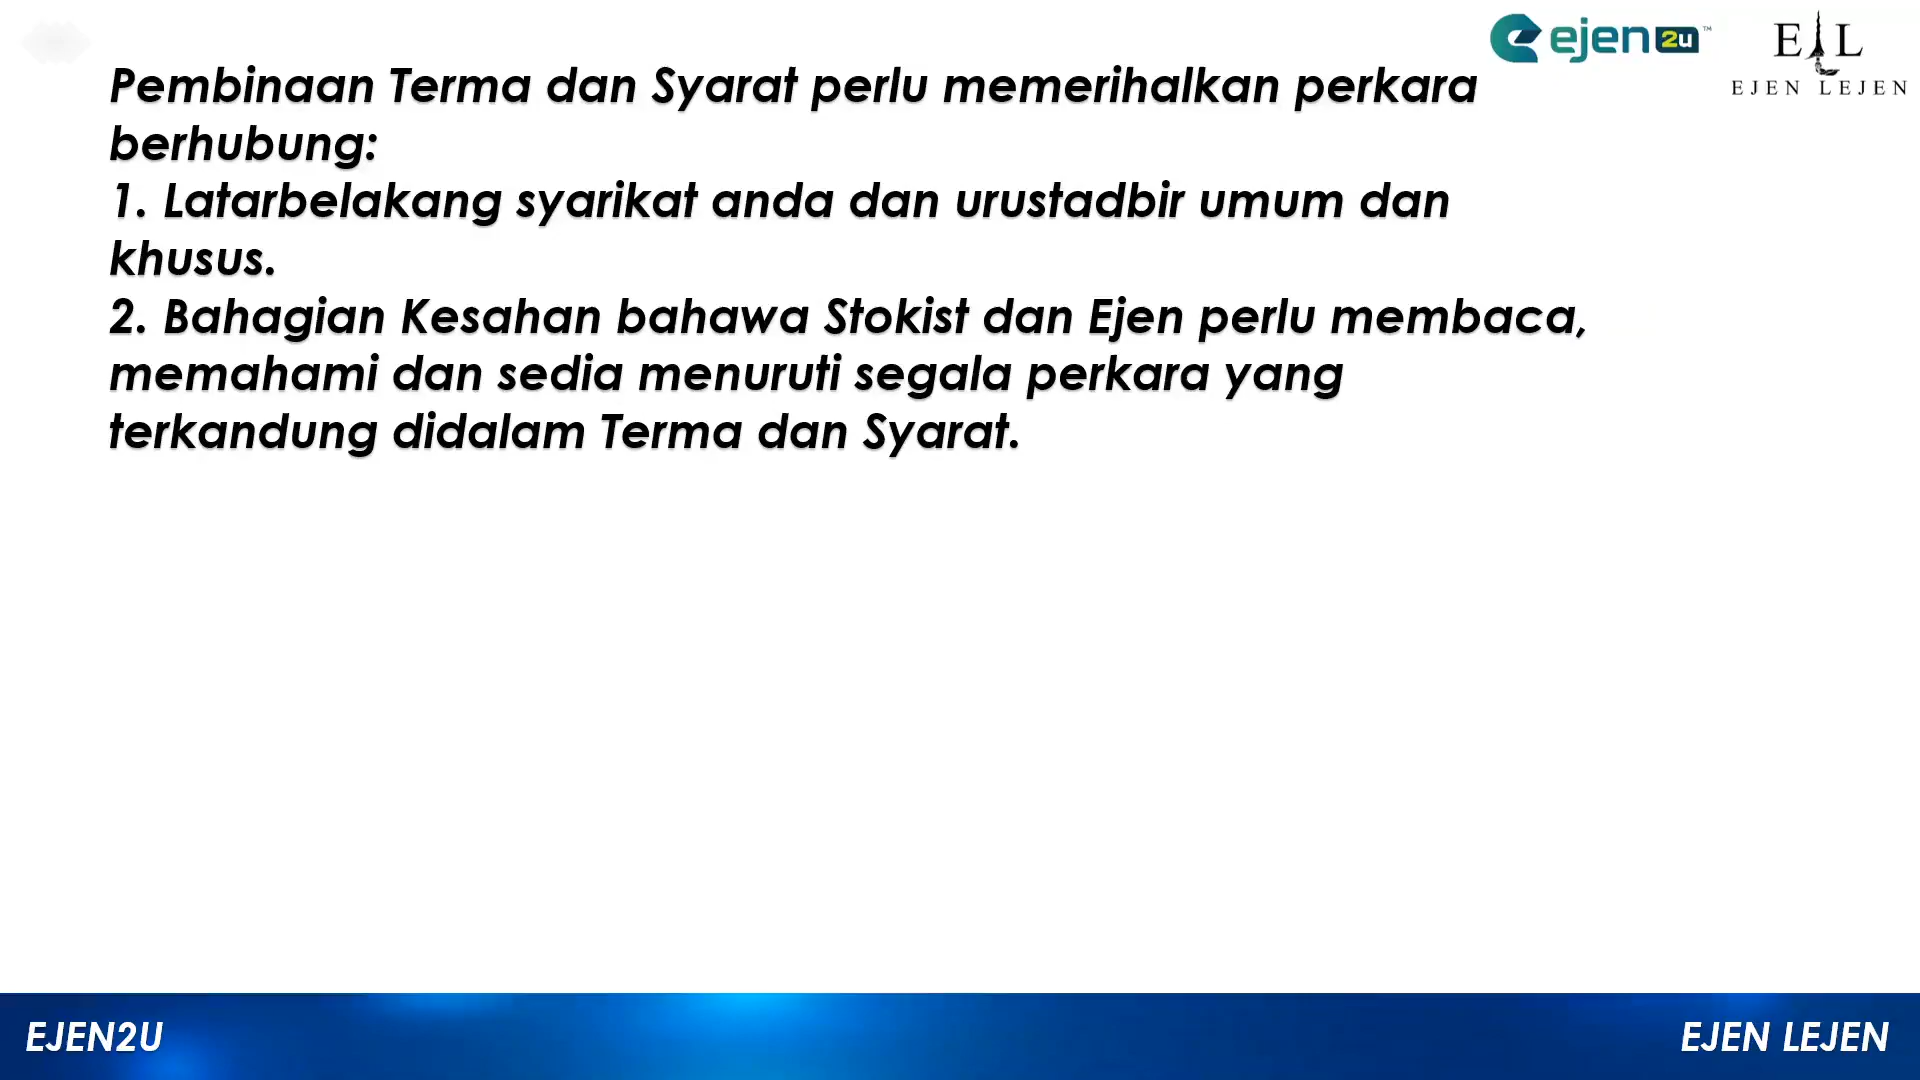 ejen2u™
E L
EJEN LEJEN
Pembinaan Terma dan Syarat perlu memerihalkan perkara
berhubung:
1. Latarbelakang syarikat anda dan urustadbir umum dan
khusus.
2. Bahagian Kesahan bahawa Stokist dan Ejen perlu membaca,
memahami dan sedia menuruti segala perkara yang
terkandung didalam Terma dan Syarat.
EJEN2U
EJEN LEJEN